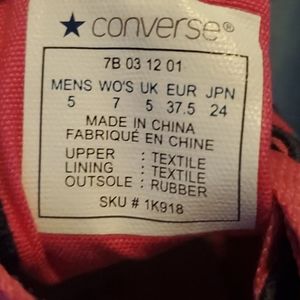 ★ converse®
7B 03 12 01
MENS WO'S UK EUR JPN
5 7 5 37.5 24
MADE IN CHINA
FABRIQUÉ EN CHINE
UPPER : TEXTILE
LINING : TEXTILE
OUTSOLE : RUBBER
SKU # 1K918